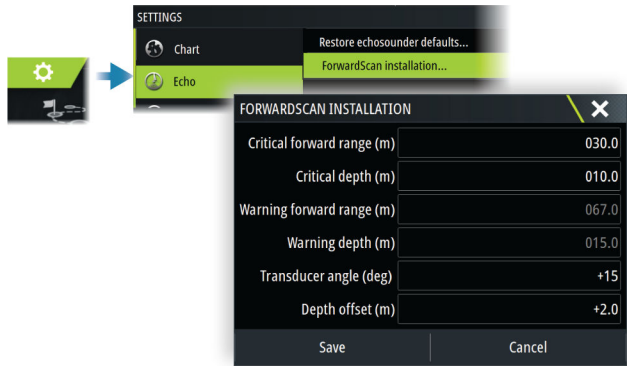 SETTINGS
Chart
Echo
Restore echosounder defaults...
ForwardScan installation...
FORWARDSCAN INSTALLATION
Critical forward range (m) 030.0
Critical depth (m) 010.0
Warning forward range (m) 067.0
Warning depth (m) 015.0
Transducer angle (deg) +15
Depth offset (m) +2.0
Save Cancel